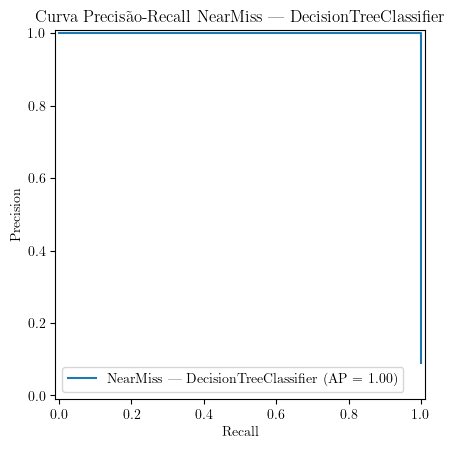 Curva Precisão-Recall NearMiss — DecisionTreeClassifier
1.0
0.8
0.6
0.4
0.2
0.0
Precision
NearMiss — DecisionTreeClassifier (AP = 1.00)
0.0 0.2 0.4 0.6 0.8 1.0
Recall